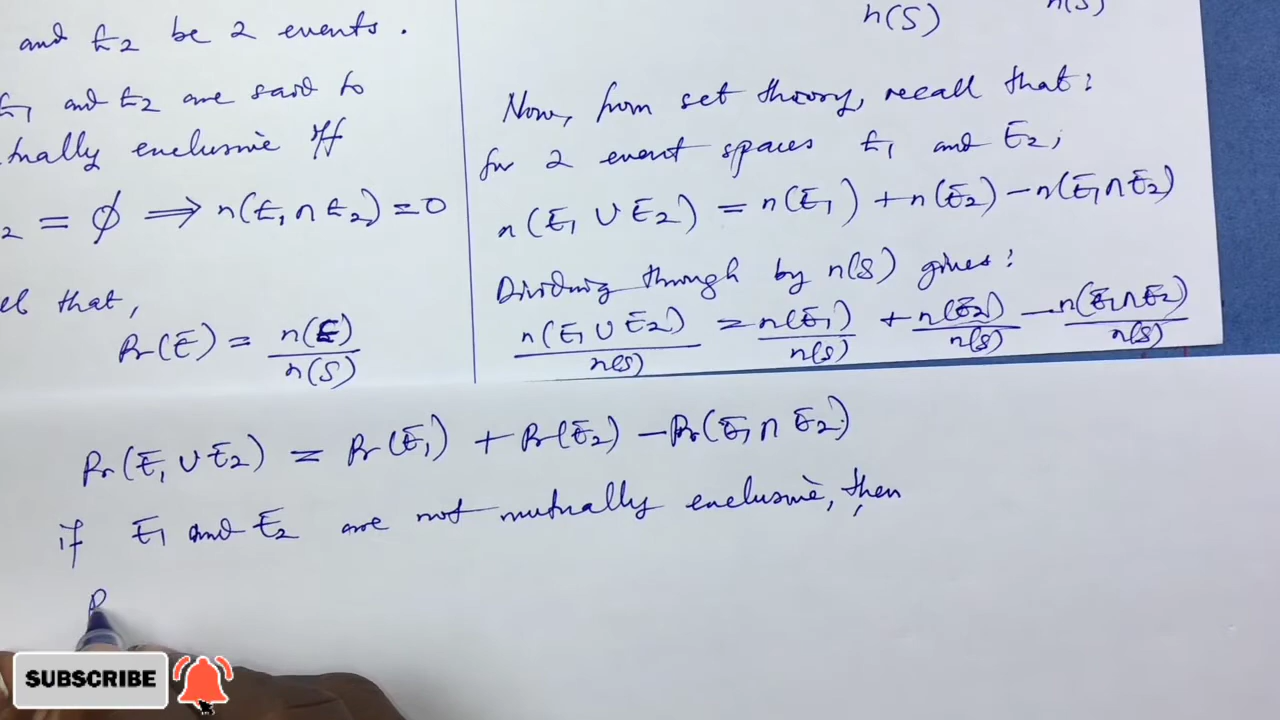 and E2 be 2 events.
E1 and E2 are said to
tually exclusive iff
2 = ∅ ⟹ n(E1 ∩ E2) = 0
that,
Pr(E) = n(E)/n(S)
n(S) n(S)
Now, from set theory, recall that:
for 2 event spaces E1 and E2;
n(E1 ∪ E2) = n(E1) + n(E2) − n(E1 ∩ E2)
Dividing through by n(S) gives:
n(E1 ∪ E2)/n(S) = n(E1)/n(S) + n(E2)/n(S) − n(E1 ∩ E2)/n(S)
Pr(E1 ∪ E2) = Pr(E1) + Pr(E2) − Pr(E1 ∩ E2)
if E1 and E2 are not mutually exclusive, then
P
SUBSCRIBE